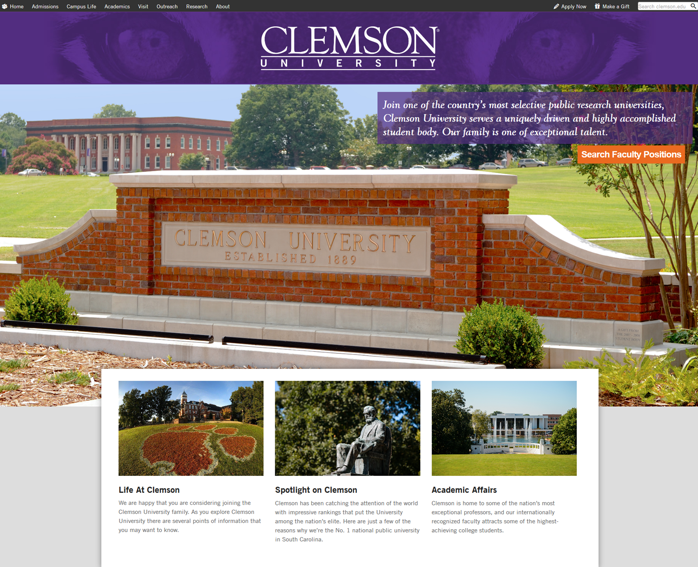 Home Admissions Campus Life Academics Visit Outreach Research About
Apply Now Make a Gift Search clemson.edu
CLEMSON®
UNIVERSITY
Join one of the country's most selective public research universities,
Clemson University serves a uniquely driven and highly accomplished
student body. Our family is one of exceptional talent.
Search Faculty Positions
CLEMSON UNIVERSITY
ESTABLISHED 1889
Life At Clemson
We are happy that you are considering joining the
Clemson University family. As you explore Clemson
University there are several points of information that
you may want to know.
Spotlight on Clemson
Clemson has been catching the attention of the world
with impressive rankings that put the University
among the nation's elite. Here are just a few of the
reasons why we're the No. 1 national public university
in South Carolina.
Academic Affairs
Clemson is home to some of the nation's most
exceptional professors, and our internationally
recognized faculty attracts some of the highest-
achieving college students.